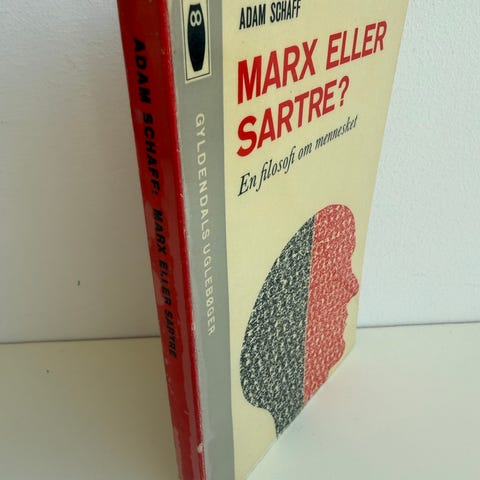 ADAM SCHAFF: MARX ELLER SARTRE
8
GYLDENDALS UGLEBØGER
ADAM SCHAFF
MARX ELLER
SARTRE?
En filosofi om mennesket